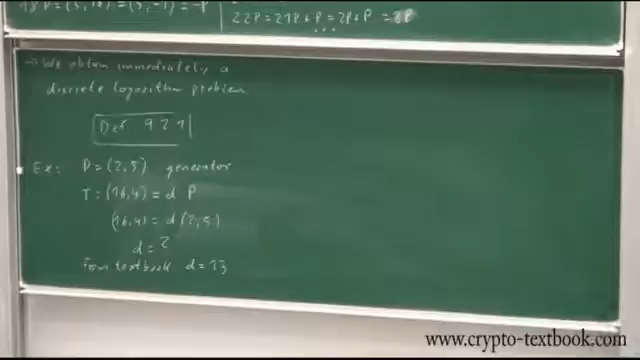 22P = 21P + P = 2P + P = 3P
→ We obtain immediately a
discrete logarithm problem
Def 9.2.1
Ex: P = (2,5) generator
T = (16,4) = d P
(16,4) = d (2,5)
d = ?
From textbook d = 13
www.crypto-textbook.com